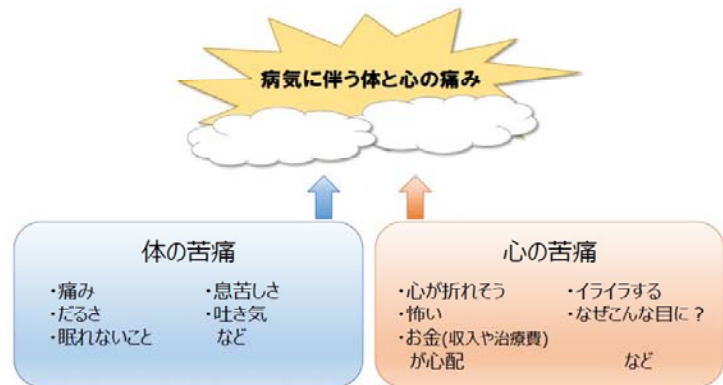 病気に伴う体と心の痛み
体の苦痛
・痛み
・だるさ
・眠れないこと
・息苦しさ
・吐き気
など
心の苦痛
・心が折れそう
・怖い
・お金(収入や治療費)
が心配
・イライラする
・なぜこんな目に？
など